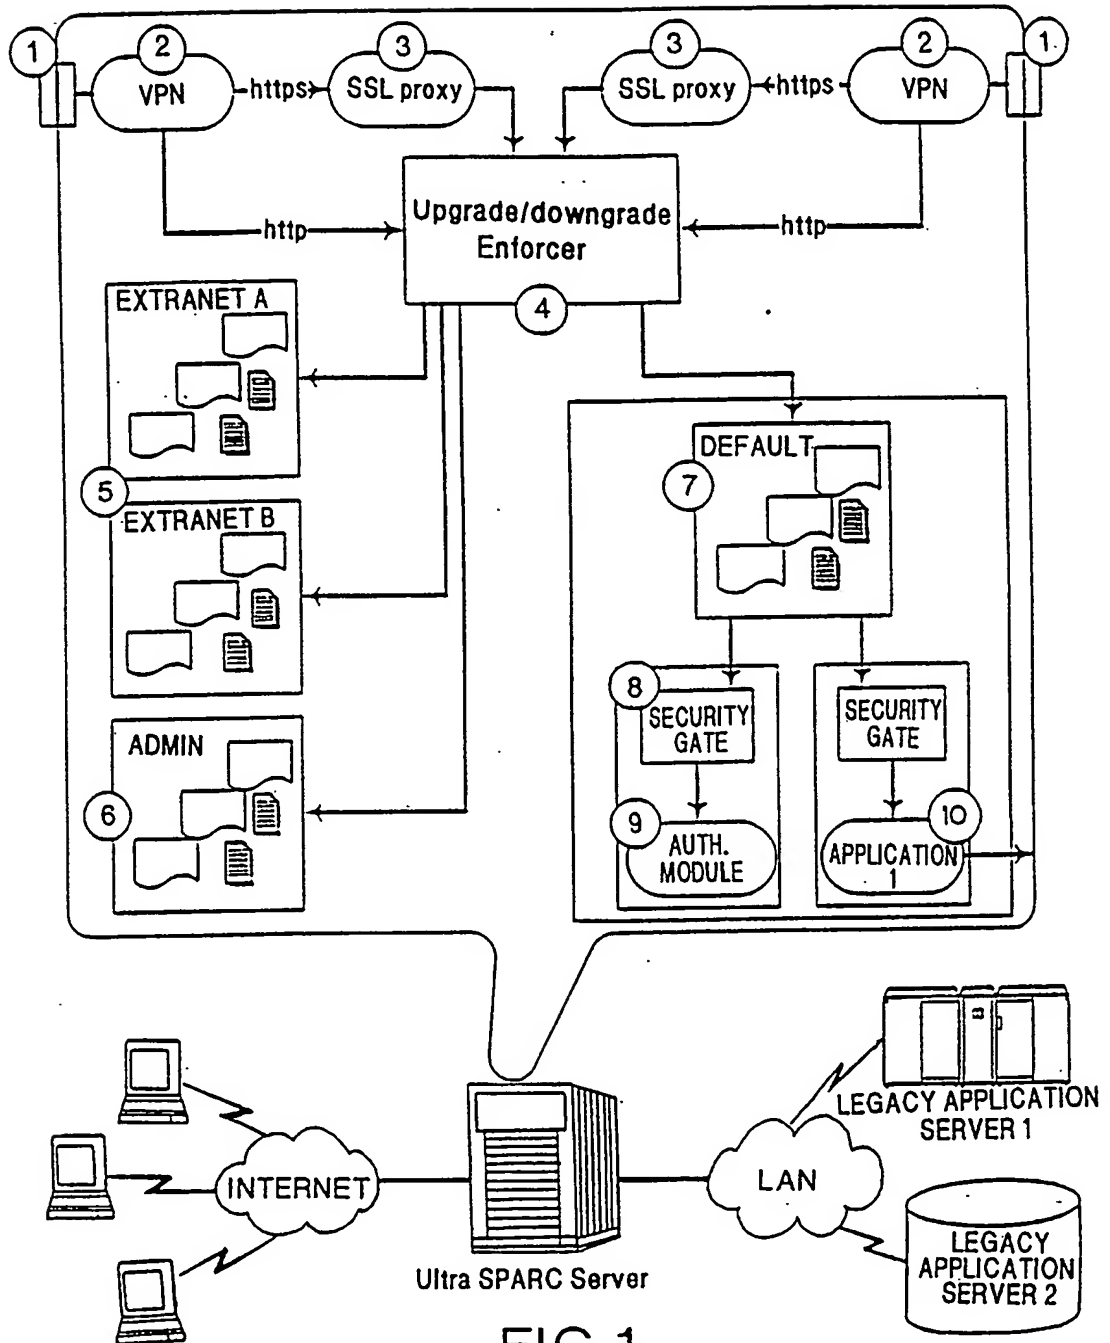 1 2 3 3 2 1
VPN https SSL proxy SSL proxy https VPN
Upgrade/downgrade
Enforcer
http http
4
EXTRANET A
5
EXTRANET B
ADMIN
6
DEFAULT
7
8
SECURITY
GATE
SECURITY
GATE
9
AUTH.
MODULE
10
APPLICATION
1
INTERNET
Ultra SPARC Server
LAN
LEGACY APPLICATION
SERVER 1
LEGACY
APPLICATION
SERVER 2
FIG. 1